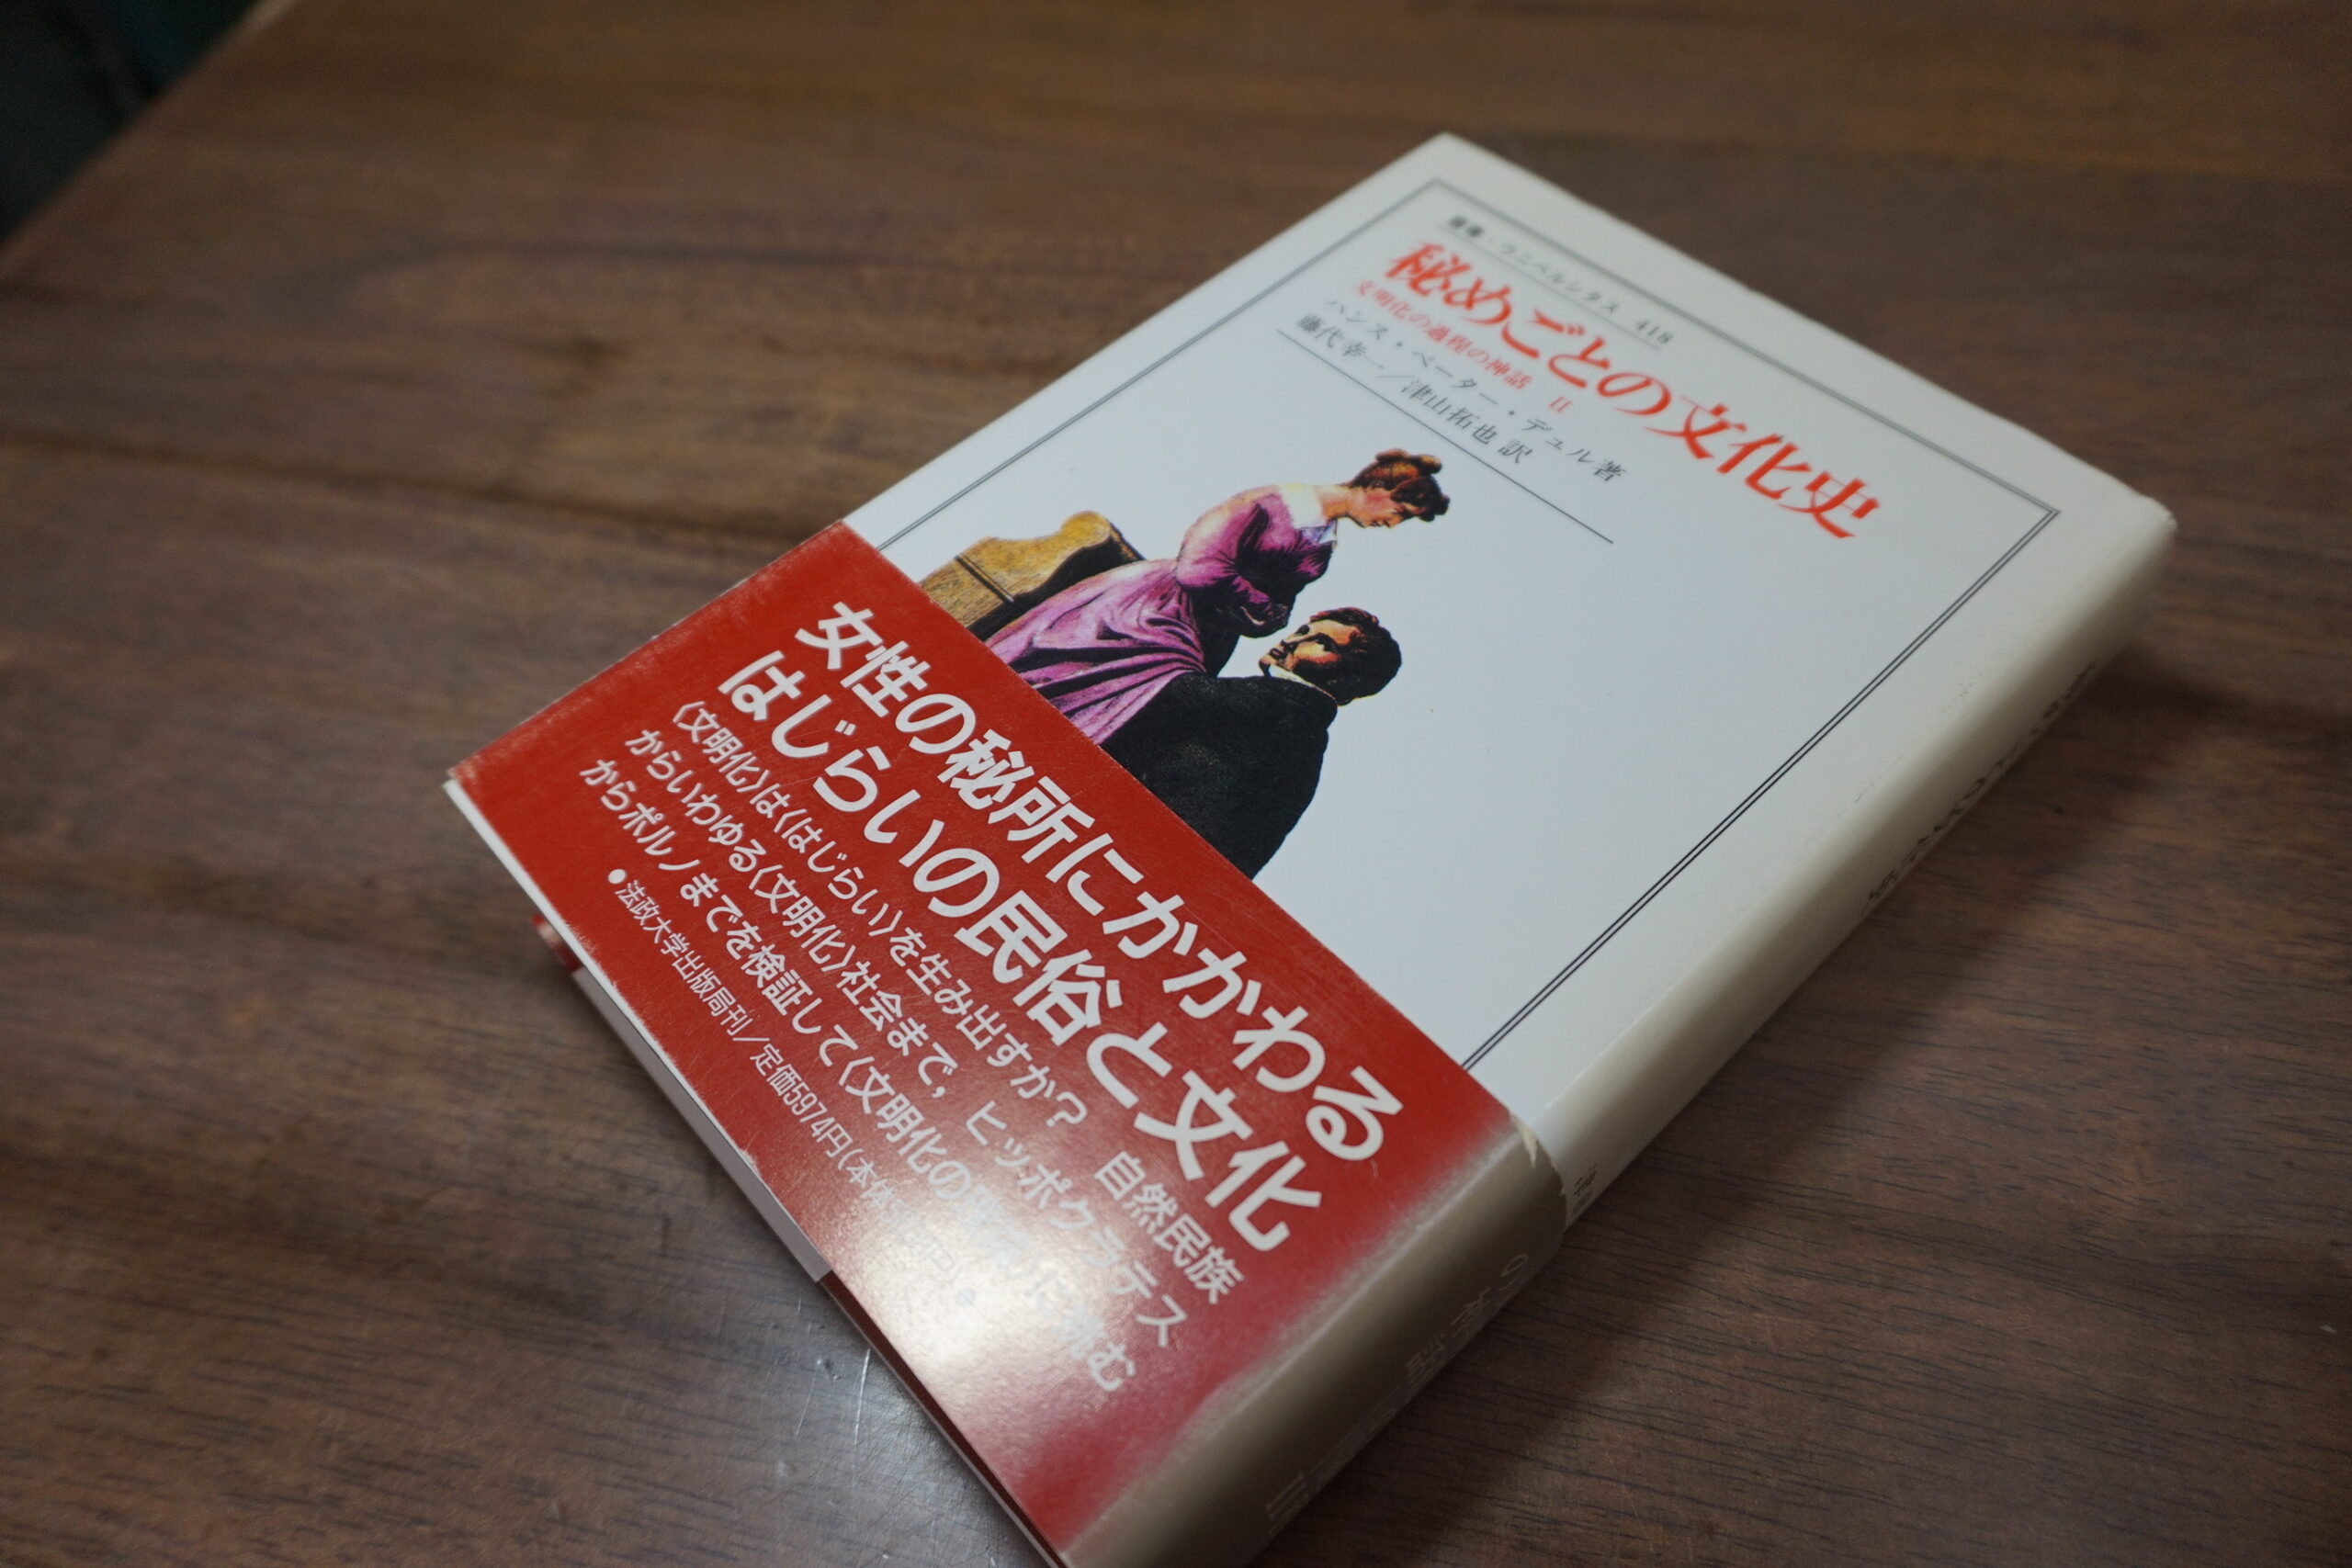 叢書・ウニベルシタス 418
秘めごとの文化史
文明化の過程の神話 II
ハンス・ペーター・デュル著
藤代幸一/津山拓也 訳
女性の秘所にかかわる
はじらいの民俗と文化
〈文明化〉は〈はじらい〉を生み出すか? 自然民族
からいわゆる〈文明化〉社会まで, ヒッポクラテス
からポルノまでを検証して〈文明化の
む
●法政大学出版局刊/定価5974円(本体